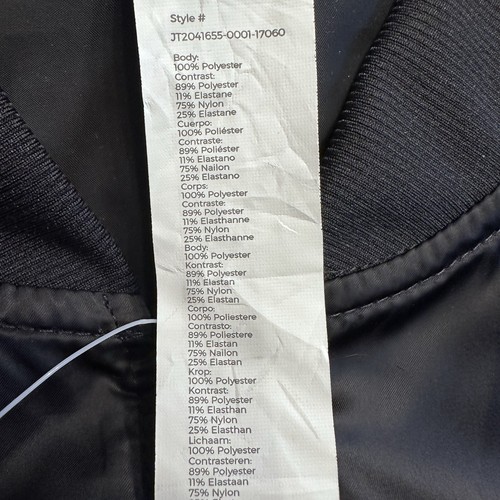 Style #
JT2041655-0001-17060
Body:
100% Polyester
Contrast:
89% Polyester
11% Elastane
75% Nylon
25% Elastane
Cuerpo:
100% Poliéster
Contraste:
89% Poliéster
11% Elastano
75% Nailon
25% Elastano
Corps:
100% Polyester
Contraste:
89% Polyester
11% Elasthanne
75% Nylon
25% Elasthanne
Body:
100% Polyester
Kontrast:
89% Polyester
11% Elastan
75% Nylon
25% Elastan
Corpo:
100% Poliestere
Contrasto:
89% Poliestere
11% Elastan
75% Nailon
25% Elastan
Krop:
100% Polyester
Kontrast:
89% Polyester
11% Elasthan
75% Nylon
25% Elasthan
Lichaam:
100% Polyester
Contrasteren:
89% Polyester
11% Elastaan
75% Nylon